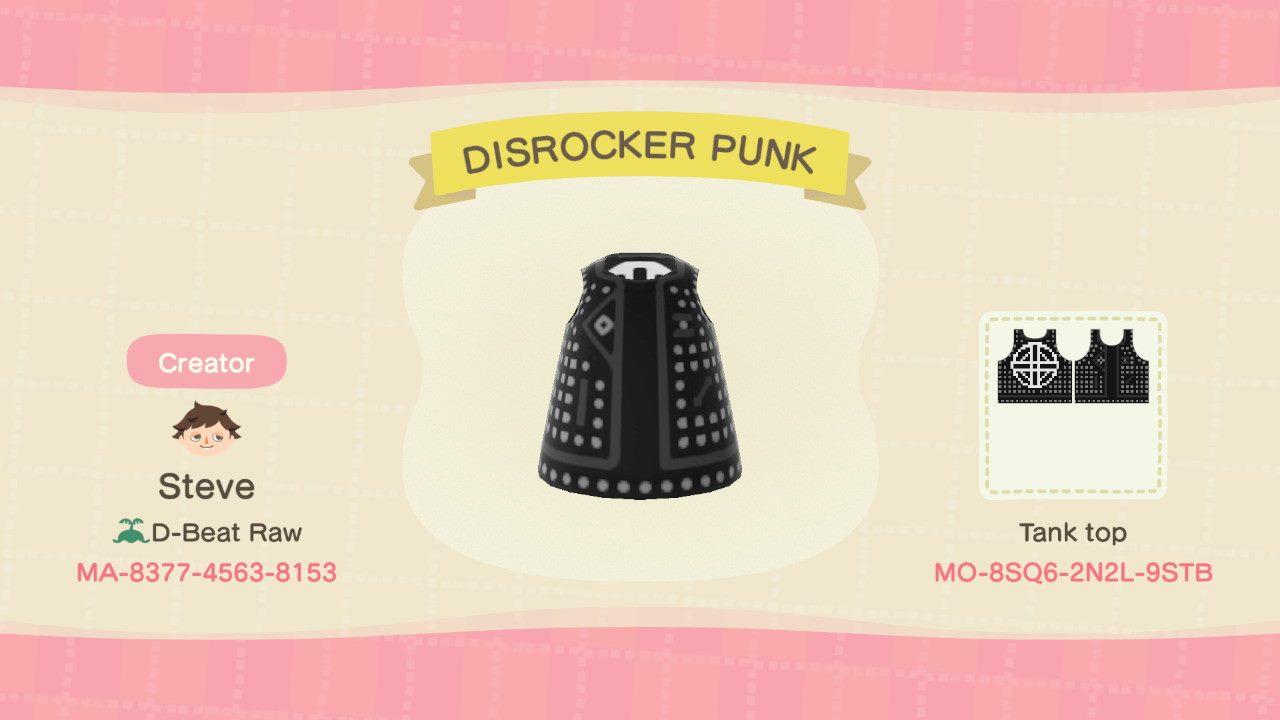 DISROCKER PUNK
Creator
Steve
D-Beat Raw
MA-8377-4563-8153
Tank top
MO-8SQ6-2N2L-9STB